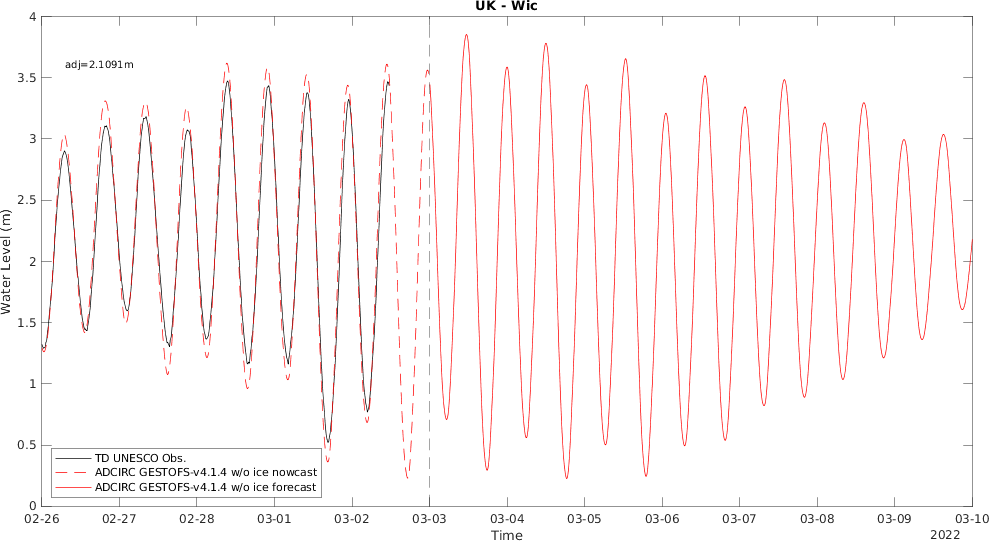 UK - Wic
adj=2.1091m
Water Level (m)
4
3.5
3
2.5
2
1.5
1
0.5
0
TD UNESCO Obs.
ADCIRC GESTOFS-v4.1.4 w/o ice nowcast
ADCIRC GESTOFS-v4.1.4 w/o ice forecast
02-26 02-27 02-28 03-01 03-02 03-03 03-04 03-05 03-06 03-07 03-08 03-09 03-10
Time
2022